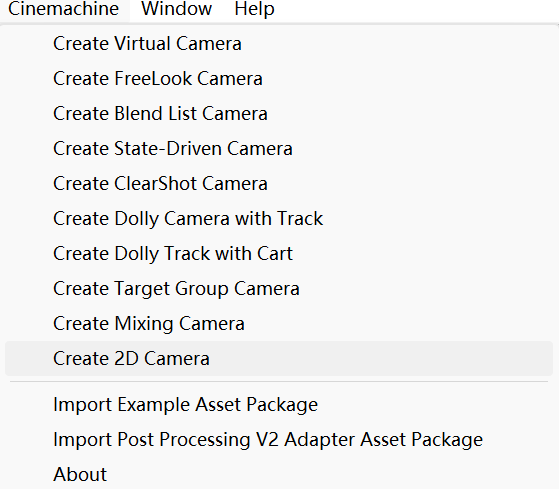 Cinemachine Window Help
Create Virtual Camera
Create FreeLook Camera
Create Blend List Camera
Create State-Driven Camera
Create ClearShot Camera
Create Dolly Camera with Track
Create Dolly Track with Cart
Create Target Group Camera
Create Mixing Camera
Create 2D Camera
Import Example Asset Package
Import Post Processing V2 Adapter Asset Package
About